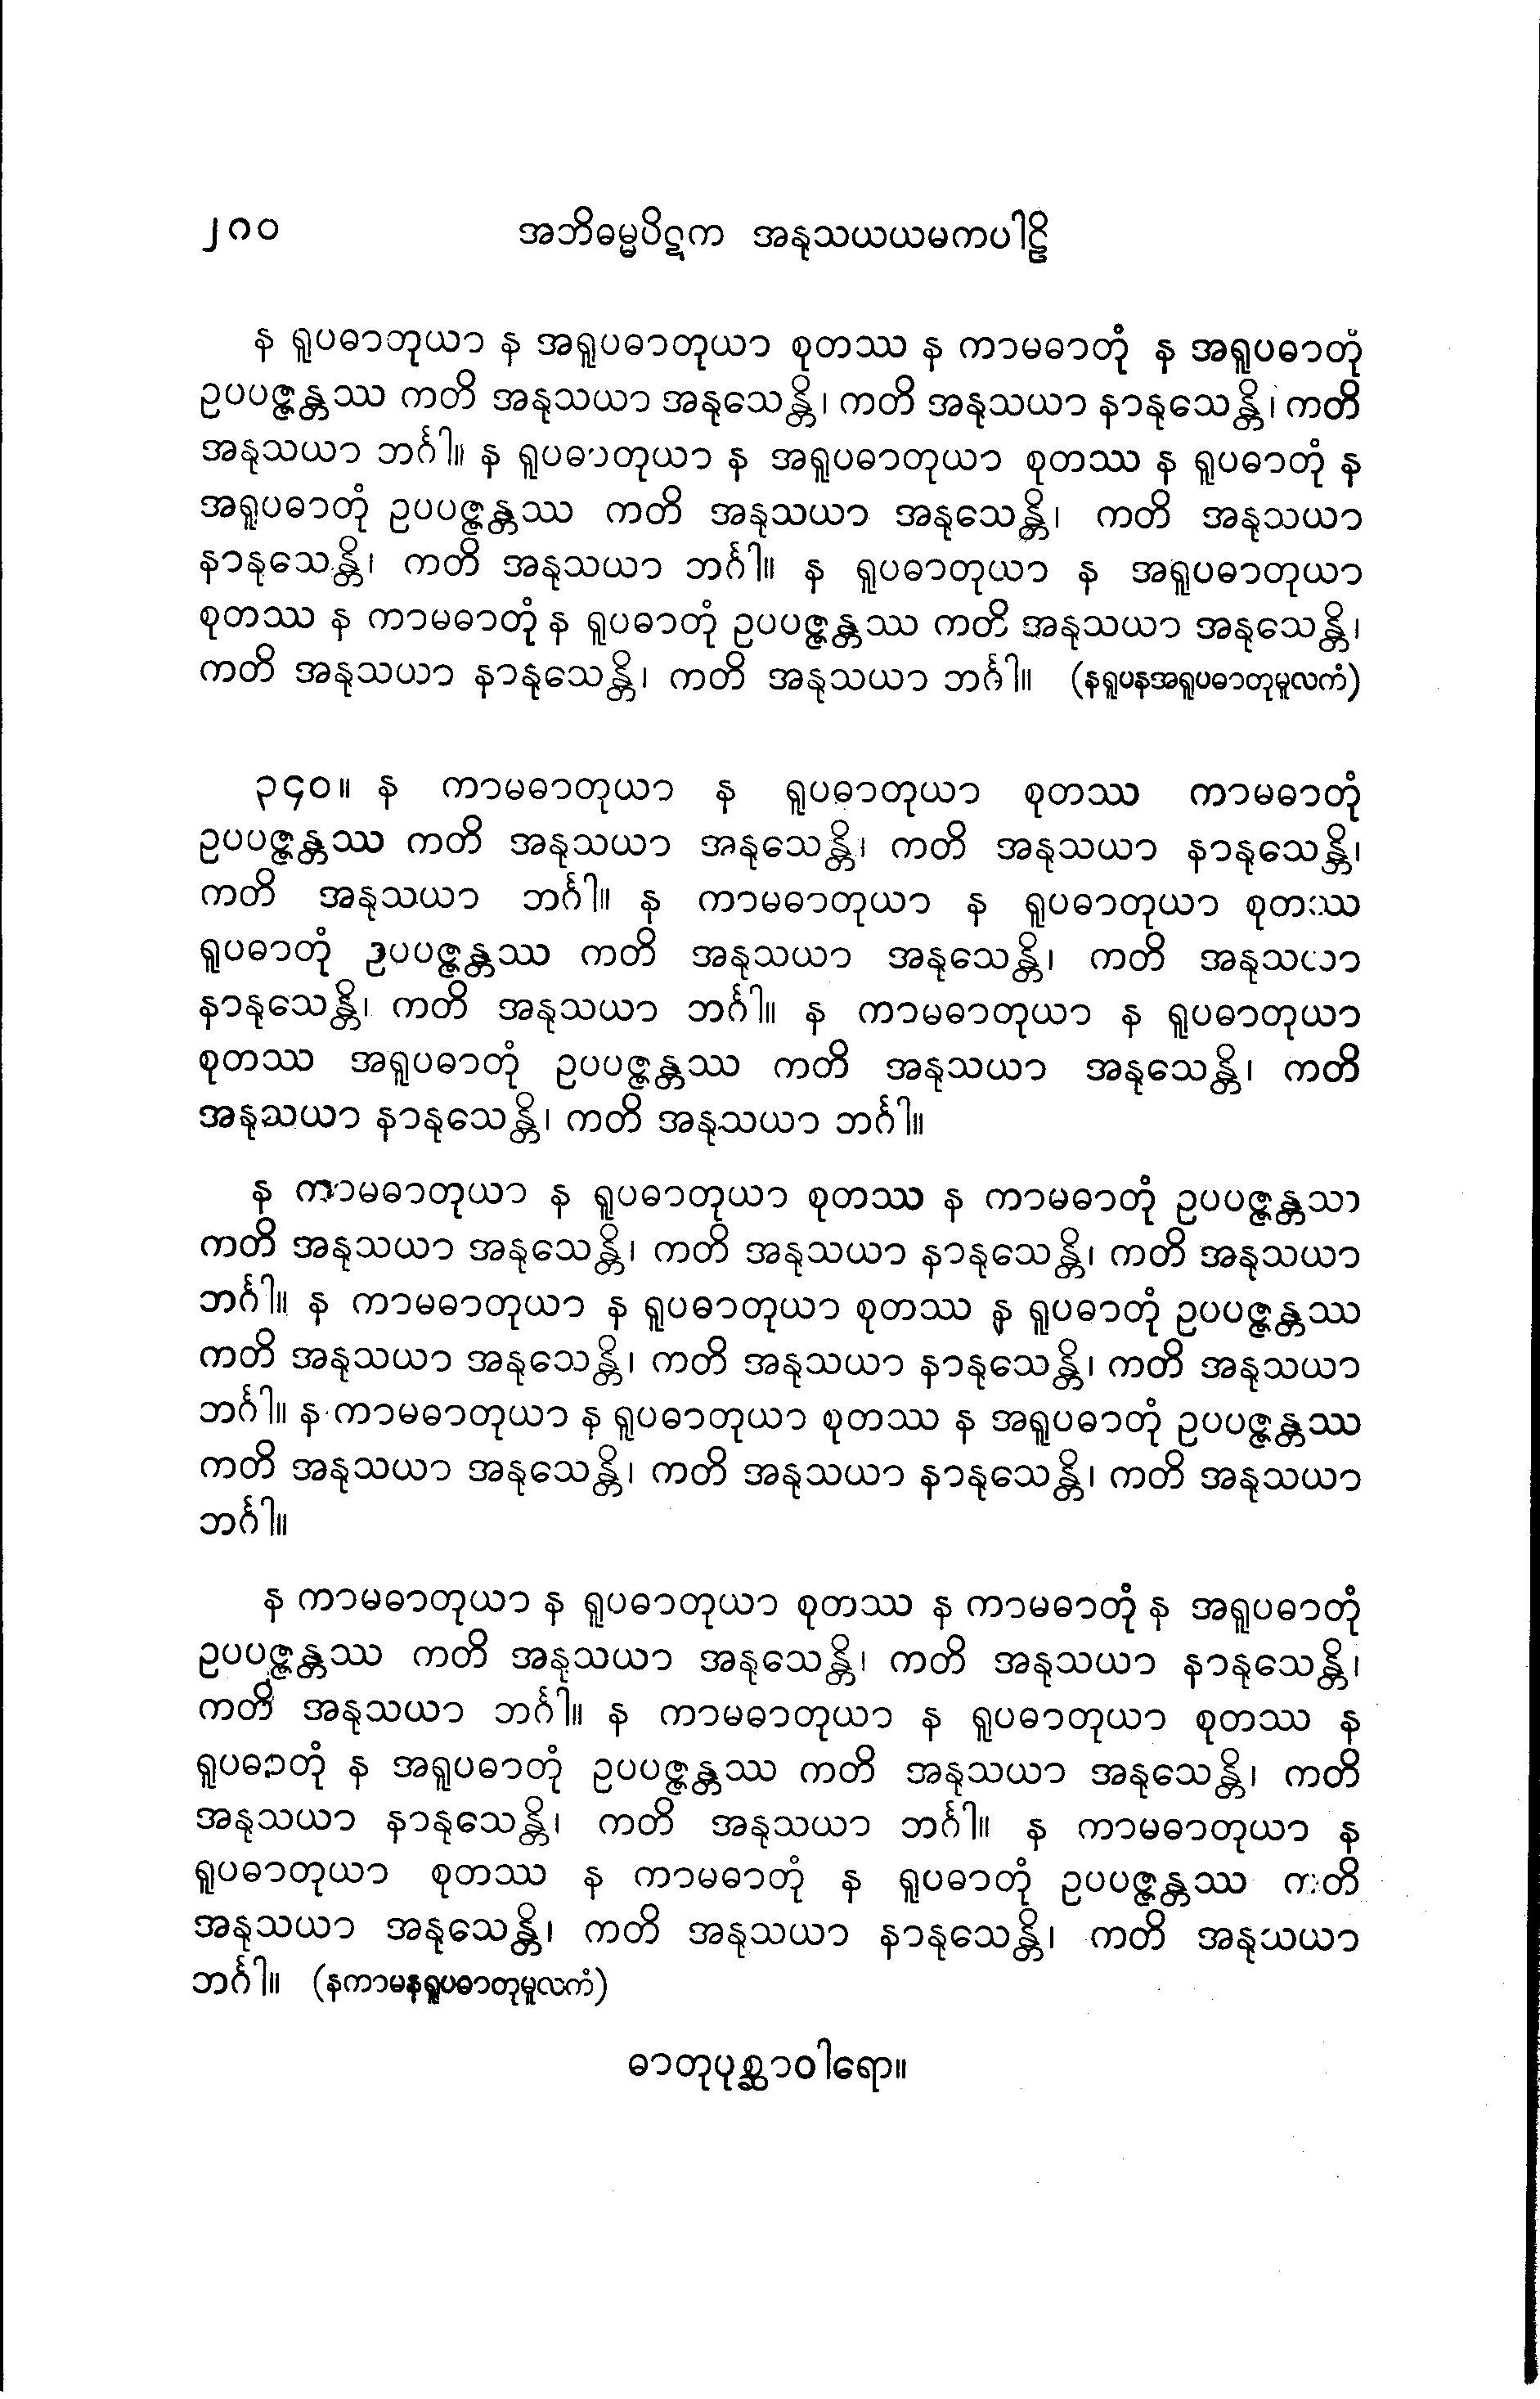 ၂၈၀ အဘိဓမ္မပိဋက အနုသယယမကပါဠိ
န ရူပဓာတုယာ န အရူပဓာတုယာ စုတဿ န ကာမဓာတုံ န အရူပဓာတုံ
ဥပပဇ္ဇန္တဿ ကတိ အနုသယာ အနုသေန္တိ၊ ကတိ အနုသယာ နာနုသေန္တိ၊ ကတိ
အနုသယာ ဘင်္ဂါ။ န ရူပဓာတုယာ န အရူပဓာတုယာ စုတဿ န ရူပဓာတုံ န
အရူပဓာတုံ ဥပပဇ္ဇန္တဿ ကတိ အနုသယာ အနုသေန္တိ၊ ကတိ အနုသယာ
နာနုသေန္တိ၊ ကတိ အနုသယာ ဘင်္ဂါ။ န ရူပဓာတုယာ န အရူပဓာတုယာ
စုတဿ န ကာမဓာတုံ န ရူပဓာတုံ ဥပပဇ္ဇန္တဿ ကတိ အနုသယာ အနုသေန္တိ၊
ကတိ အနုသယာ နာနုသေန္တိ၊ ကတိ အနုသယာ ဘင်္ဂါ။ (နရူပနအရူပဓာတုမူလကံ)
၃၄၀။ န ကာမဓာတုယာ န ရူပဓာတုယာ စုတဿ ကာမဓာတုံ
ဥပပဇ္ဇန္တဿ ကတိ အနုသယာ အနုသေန္တိ၊ ကတိ အနုသယာ နာနုသေန္တိ၊
ကတိ အနုသယာ ဘင်္ဂါ။ န ကာမဓာတုယာ န ရူပဓာတုယာ စုတဿ
ရူပဓာတုံ ဥပပဇ္ဇန္တဿ ကတိ အနုသယာ အနုသေန္တိ၊ ကတိ အနုသယာ
နာနုသေန္တိ၊ ကတိ အနုသယာ ဘင်္ဂါ။ န ကာမဓာတုယာ န ရူပဓာတုယာ
စုတဿ အရူပဓာတုံ ဥပပဇ္ဇန္တဿ ကတိ အနုသယာ အနုသေန္တိ၊ ကတိ
အနုသယာ နာနုသေန္တိ၊ ကတိ အနုသယာ ဘင်္ဂါ။
န ကာမဓာတုယာ န ရူပဓာတုယာ စုတဿ န ကာမဓာတုံ ဥပပဇ္ဇန္တဿ
ကတိ အနုသယာ အနုသေန္တိ၊ ကတိ အနုသယာ နာနုသေန္တိ၊ ကတိ အနုသယာ
ဘင်္ဂါ။ န ကာမဓာတုယာ န ရူပဓာတုယာ စုတဿ န ရူပဓာတုံ ဥပပဇ္ဇန္တဿ
ကတိ အနုသယာ အနုသေန္တိ၊ ကတိ အနုသယာ နာနုသေန္တိ၊ ကတိ အနုသယာ
ဘင်္ဂါ။ န ကာမဓာတုယာ န ရူပဓာတုယာ စုတဿ န အရူပဓာတုံ ဥပပဇ္ဇန္တဿ
ကတိ အနုသယာ အနုသေန္တိ၊ ကတိ အနုသယာ နာနုသေန္တိ၊ ကတိ အနုသယာ
ဘင်္ဂါ။
န ကာမဓာတုယာ န ရူပဓာတုယာ စုတဿ န ကာမဓာတုံ န အရူပဓာတုံ
ဥပပဇ္ဇန္တဿ ကတိ အနုသယာ အနုသေန္တိ၊ ကတိ အနုသယာ နာနုသေန္တိ၊
ကတိ အနုသယာ ဘင်္ဂါ။ န ကာမဓာတုယာ န ရူပဓာတုယာ စုတဿ န
ရူပဓာတုံ န အရူပဓာတုံ ဥပပဇ္ဇန္တဿ ကတိ အနုသယာ အနုသေန္တိ၊ ကတိ
အနုသယာ နာနုသေန္တိ၊ ကတိ အနုသယာ ဘင်္ဂါ။ န ကာမဓာတုယာ န
ရူပဓာတုယာ စုတဿ န ကာမဓာတုံ န ရူပဓာတုံ ဥပပဇ္ဇန္တဿ ကတိ
အနုသယာ အနုသေန္တိ၊ ကတိ အနုသယာ နာနုသေန္တိ၊ ကတိ အနုသယာ
ဘင်္ဂါ။ (နကာမနရူပဓာတုမူလကံ)
ဓာတုပုစ္ဆာဝါရော။